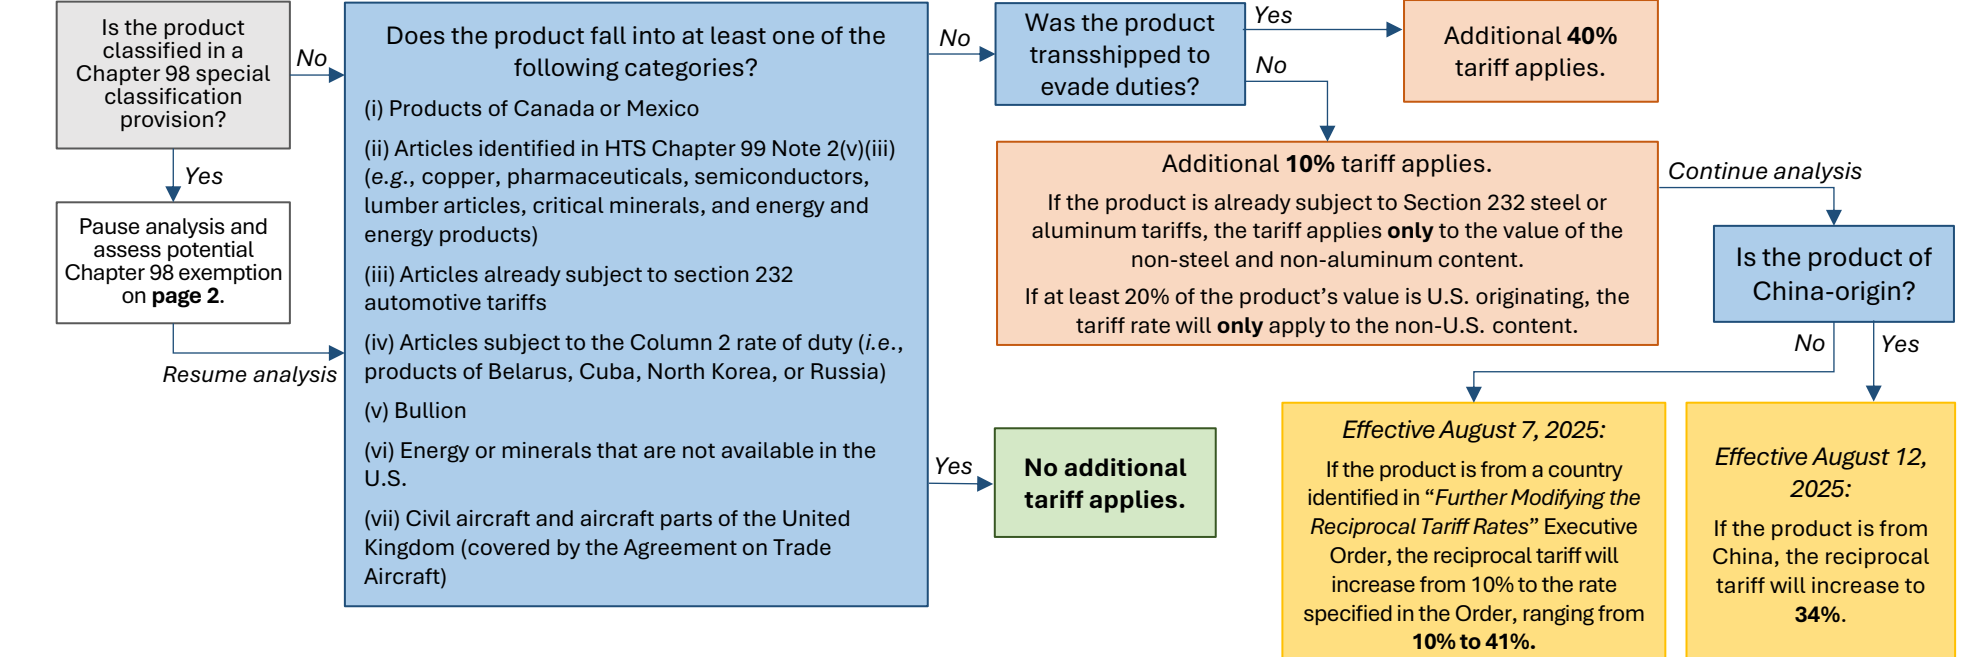 Is the product
classified in a
Chapter 98 special
classification
provision?
No
Yes
Pause analysis and
assess potential
Chapter 98 exemption
on page 2.
Resume analysis
Does the product fall into at least one of the
following categories?
(i) Products of Canada or Mexico
(ii) Articles identified in HTS Chapter 99 Note 2(v)(iii)
(e.g., copper, pharmaceuticals, semiconductors,
lumber articles, critical minerals, and energy and
energy products)
(iii) Articles already subject to section 232
automotive tariffs
(iv) Articles subject to the Column 2 rate of duty (i.e.,
products of Belarus, Cuba, North Korea, or Russia)
(v) Bullion
(vi) Energy or minerals that are not available in the
U.S.
(vii) Civil aircraft and aircraft parts of the United
Kingdom (covered by the Agreement on Trade
Aircraft)
No
Yes
No additional
tariff applies.
Was the product
transshipped to
evade duties?
Yes
No
Additional 40%
tariff applies.
Additional 10% tariff applies.
If the product is already subject to Section 232 steel or
aluminum tariffs, the tariff applies only to the value of the
non-steel and non-aluminum content.
If at least 20% of the product's value is U.S. originating, the
tariff rate will only apply to the non-U.S. content.
Continue analysis
Is the product of
China-origin?
No
Yes
Effective August 7, 2025:
If the product is from a country
identified in “Further Modifying the
Reciprocal Tariff Rates” Executive
Order, the reciprocal tariff will
increase from 10% to the rate
specified in the Order, ranging from
10% to 41%.
Effective August 12,
2025:
If the product is from
China, the reciprocal
tariff will increase to
34%.